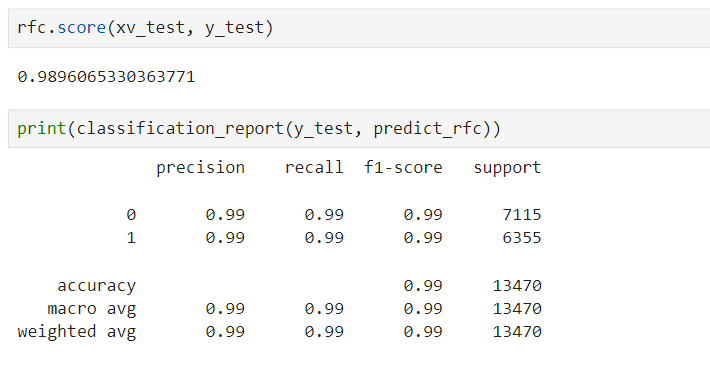 rfc.score(xv_test, y_test)
0.9896065330363771
print(classification_report(y_test, predict_rfc))
precision recall f1-score support
0 0.99 0.99 0.99 7115
1 0.99 0.99 0.99 6355
accuracy 0.99 13470
macro avg 0.99 0.99 0.99 13470
weighted avg 0.99 0.99 0.99 13470